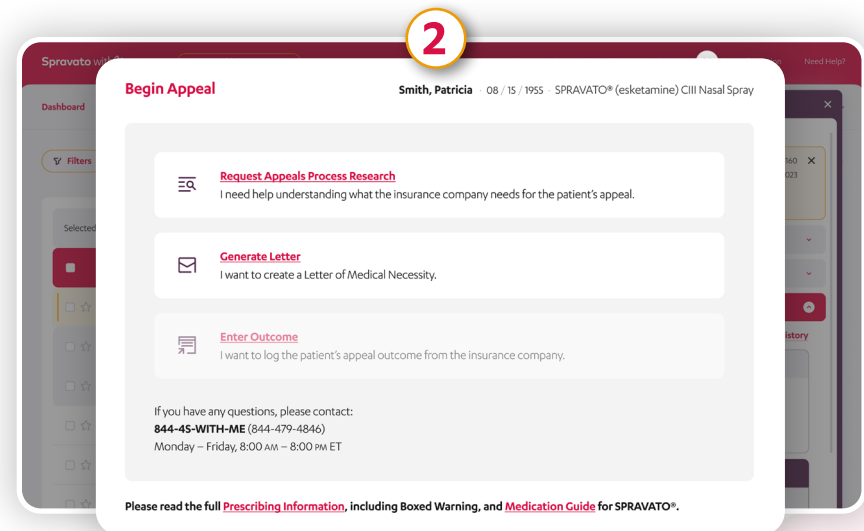 2
Spravato with
Need Help?
Begin Appeal
Smith, Patricia · 08 / 15 / 1955 · SPRAVATO® (esketamine) CIII Nasal Spray
Dashboard
Filters
160
023
Request Appeals Process Research
I need help understanding what the insurance company needs for the patient's appeal.
Selected
Generate Letter
I want to create a Letter of Medical Necessity.
Enter Outcome
istory
I want to log the patient's appeal outcome from the insurance company.
If you have any questions, please contact:
844-4S-WITH-ME (844-479-4846)
Monday – Friday, 8:00 AM – 8:00 PM ET
Please read the full Prescribing Information, including Boxed Warning, and Medication Guide for SPRAVATO®.